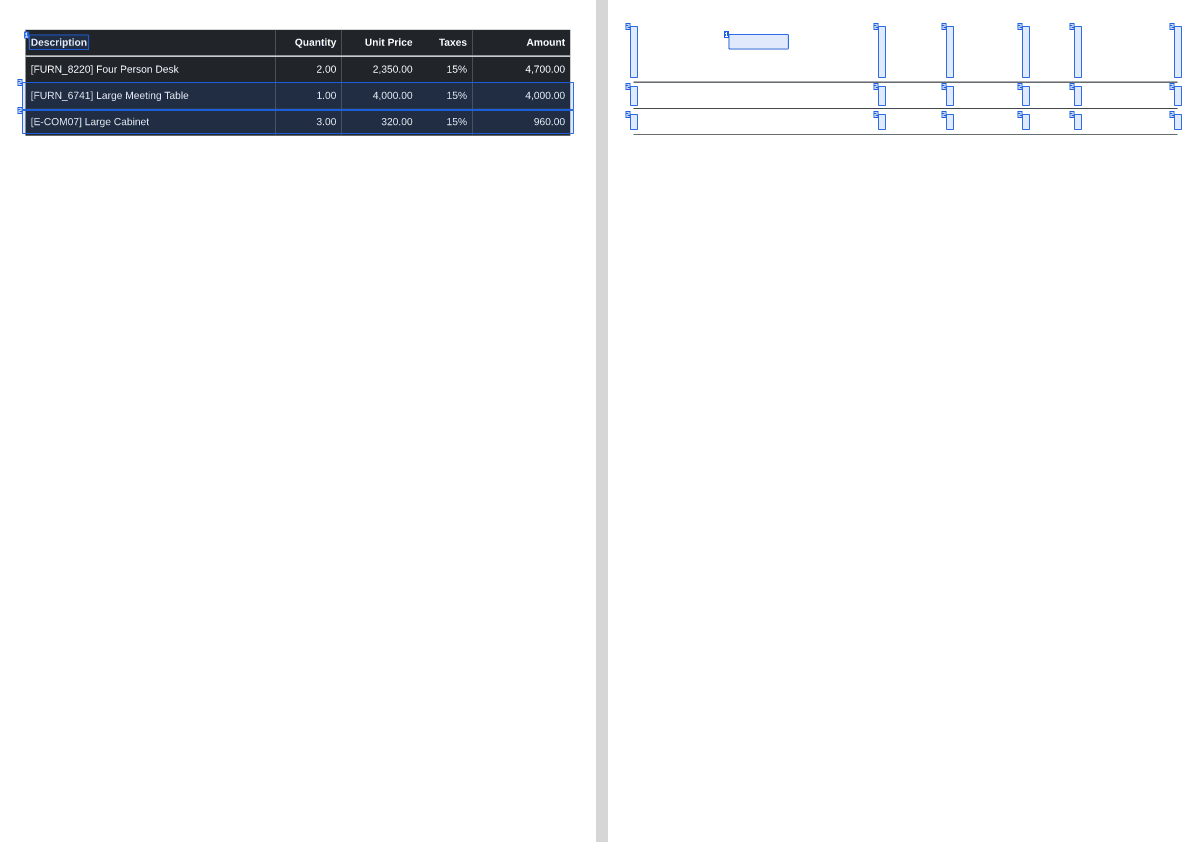 Description Quantity Unit Price Taxes Amount
[FURN_8220] Four Person Desk 2.00 2,350.00 15% 4,700.00
[FURN_6741] Large Meeting Table 1.00 4,000.00 15% 4,000.00
[E-COM07] Large Cabinet 3.00 320.00 15% 960.00